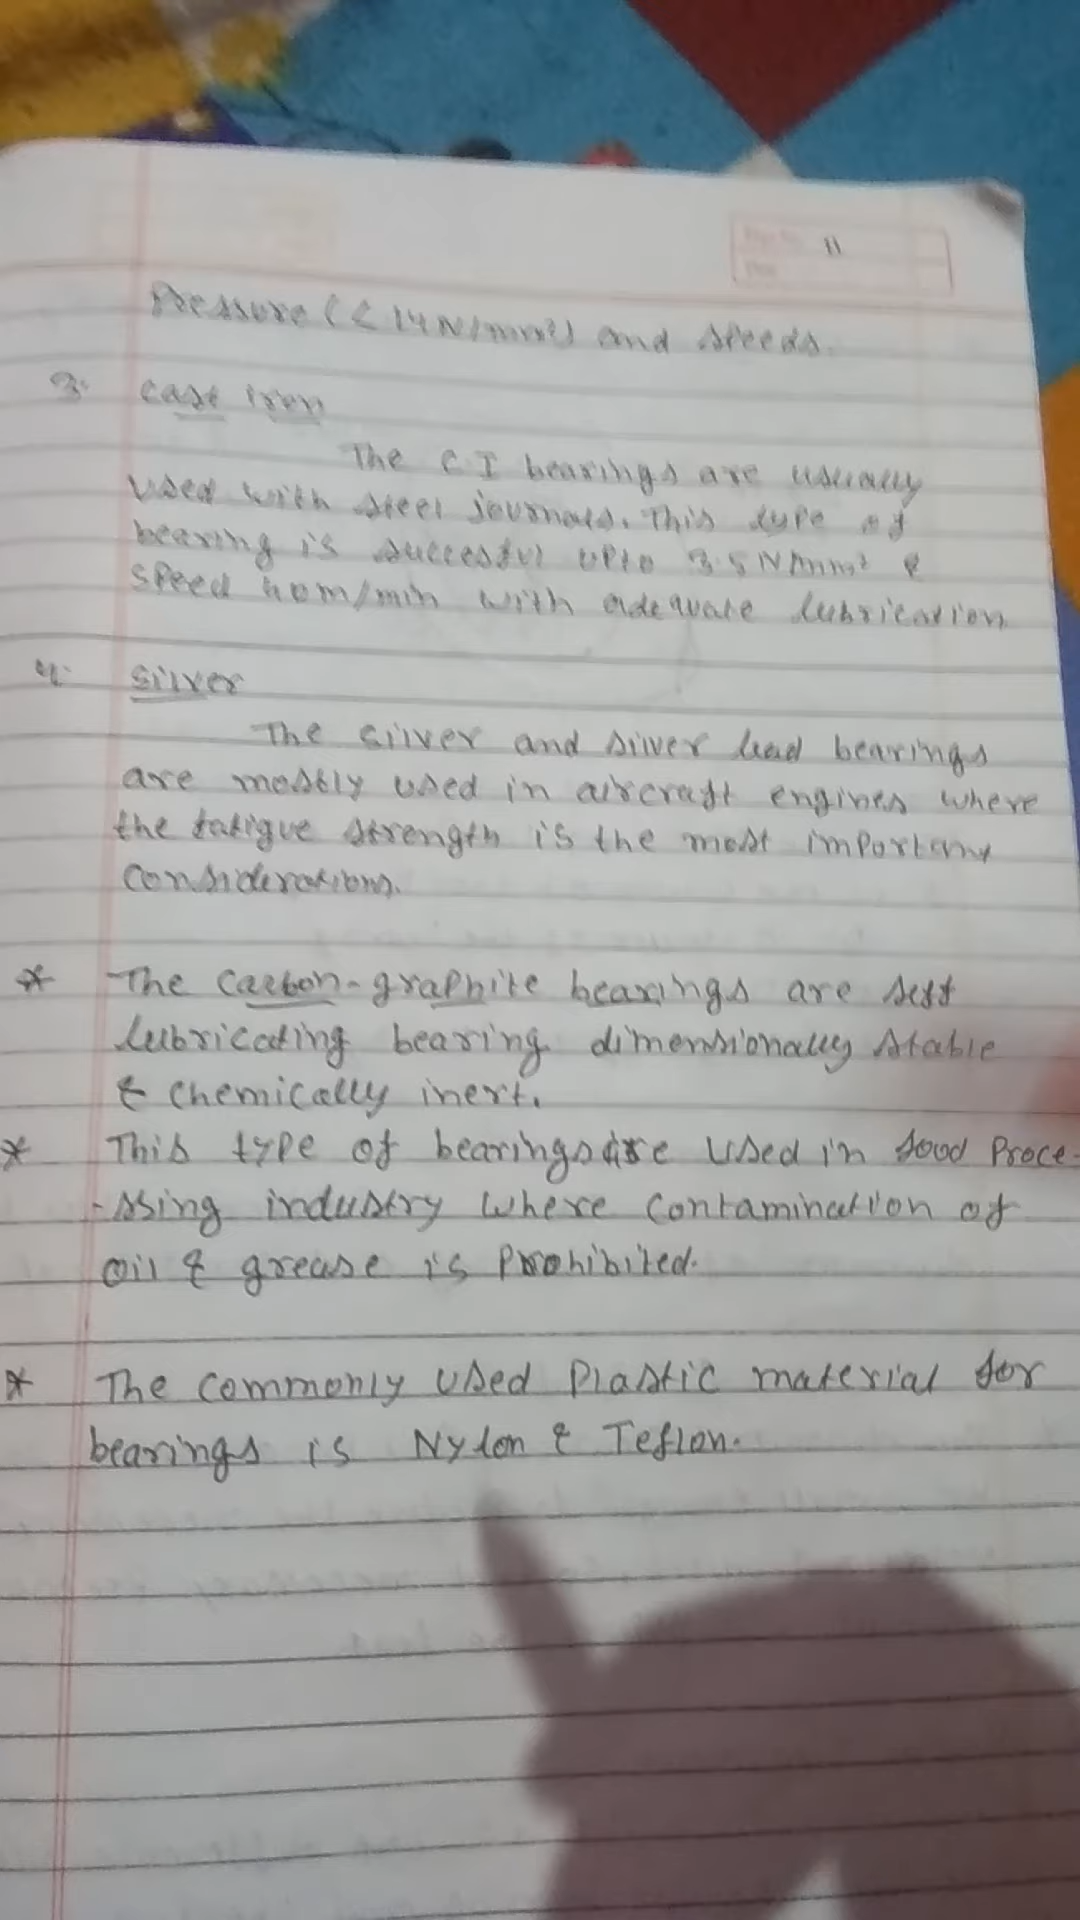 11
Pressure (< 14N/mm²) and speeds.
3. cast iron
The C I bearings are usually
used with steel journals. This type of
bearing is successful upto 3.5 N/mm² &
speed 40m/min with adequate lubrication
4. silver
The silver and silver lead bearings
are mostly used in aircraft engines where
the fatigue strength is the most important
considerations.
* The carbon-graphite bearings are self
lubricating bearing dimensionally stable
& chemically inert.
* This type of bearings are used in food proce-
-ssing industry where contamination of
oil & grease is prohibited.
* The commonly used plastic material for
bearings is Nylon & Teflon.